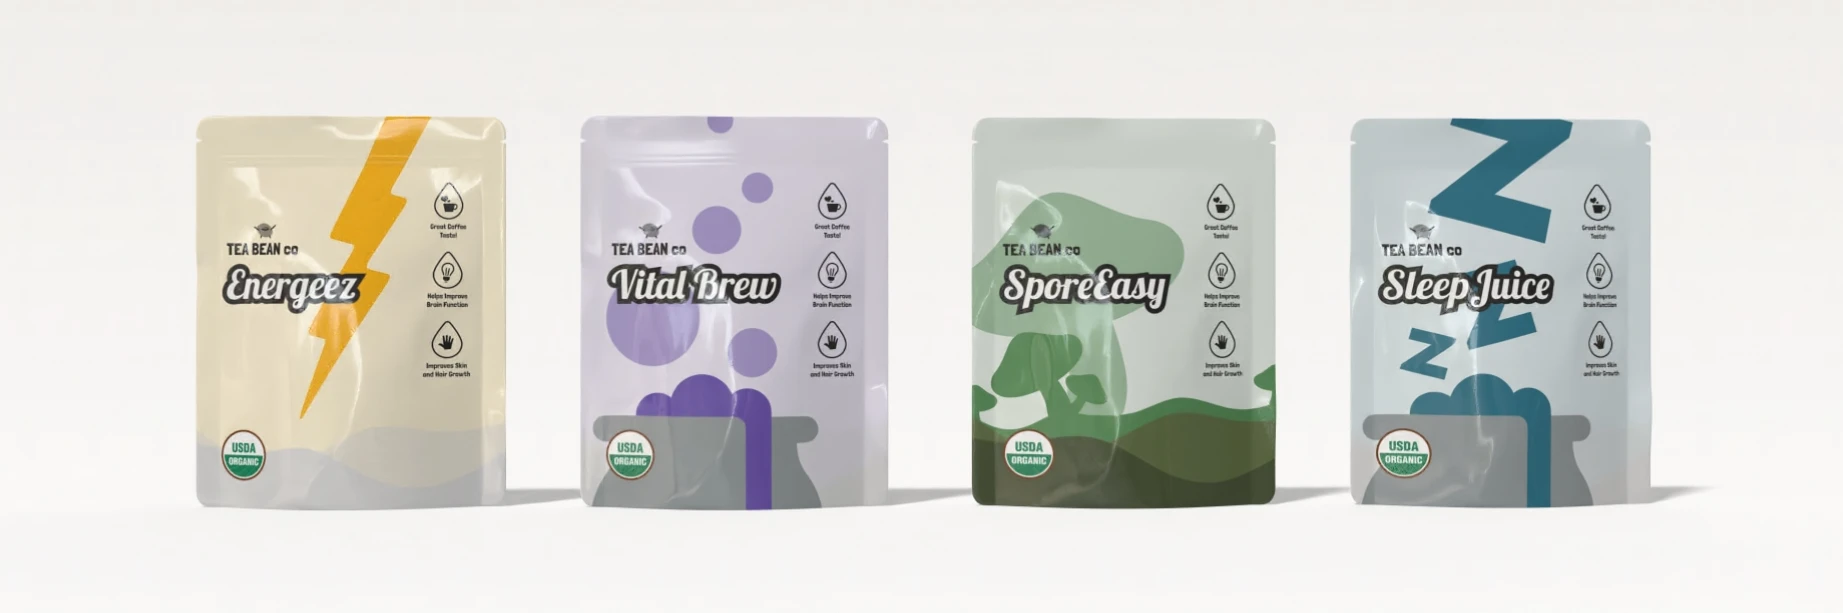 TEA BEAN CO
Energeez
Great Coffee
Taste!
Helps Improve
Brain Function
Improves Skin
and Hair Growth
USDA
ORGANIC
TEA BEAN CO
Vital Brew
Great Coffee
Taste!
Helps Improve
Brain Function
Improves Skin
and Hair Growth
USDA
ORGANIC
TEA BEAN CO
SporeEasy
Great Coffee
Taste!
Helps Improve
Brain Function
Improves Skin
and Hair Growth
USDA
ORGANIC
N
TEA BEAN CO
N
SleepJuice
N
Great Coffee
Taste!
Helps Improve
Brain Function
Improves Skin
and Hair Growth
USDA
ORGANIC